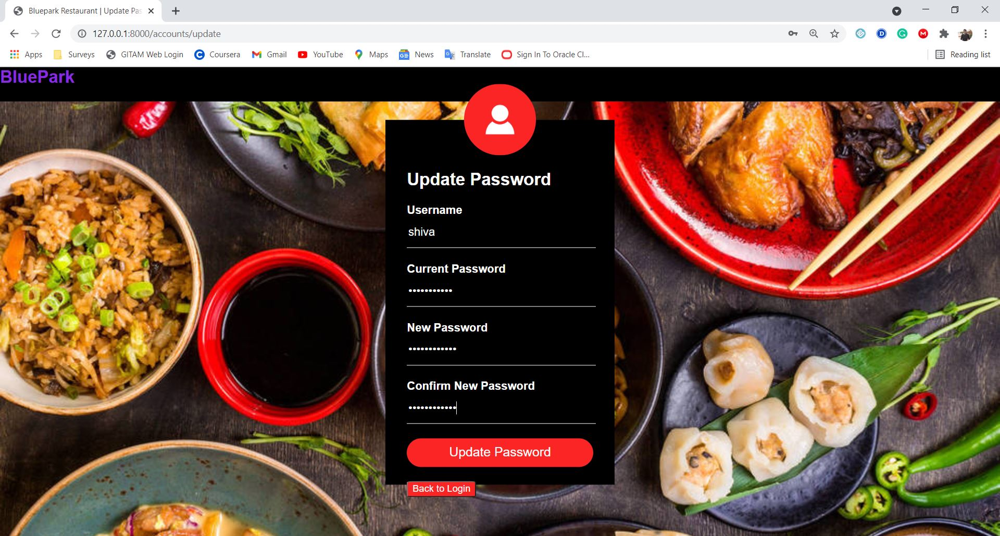 Bluepark Restaurant | Update Pas
127.0.0.1:8000/accounts/update
Apps Surveys GITAM Web Login Coursera Gmail YouTube Maps News Translate Sign In To Oracle Cl... Reading list
BluePark
Update Password
Username
shiva
Current Password
•••••••••••
New Password
••••••••••••
Confirm New Password
••••••••••••
Update Password
Back to Login